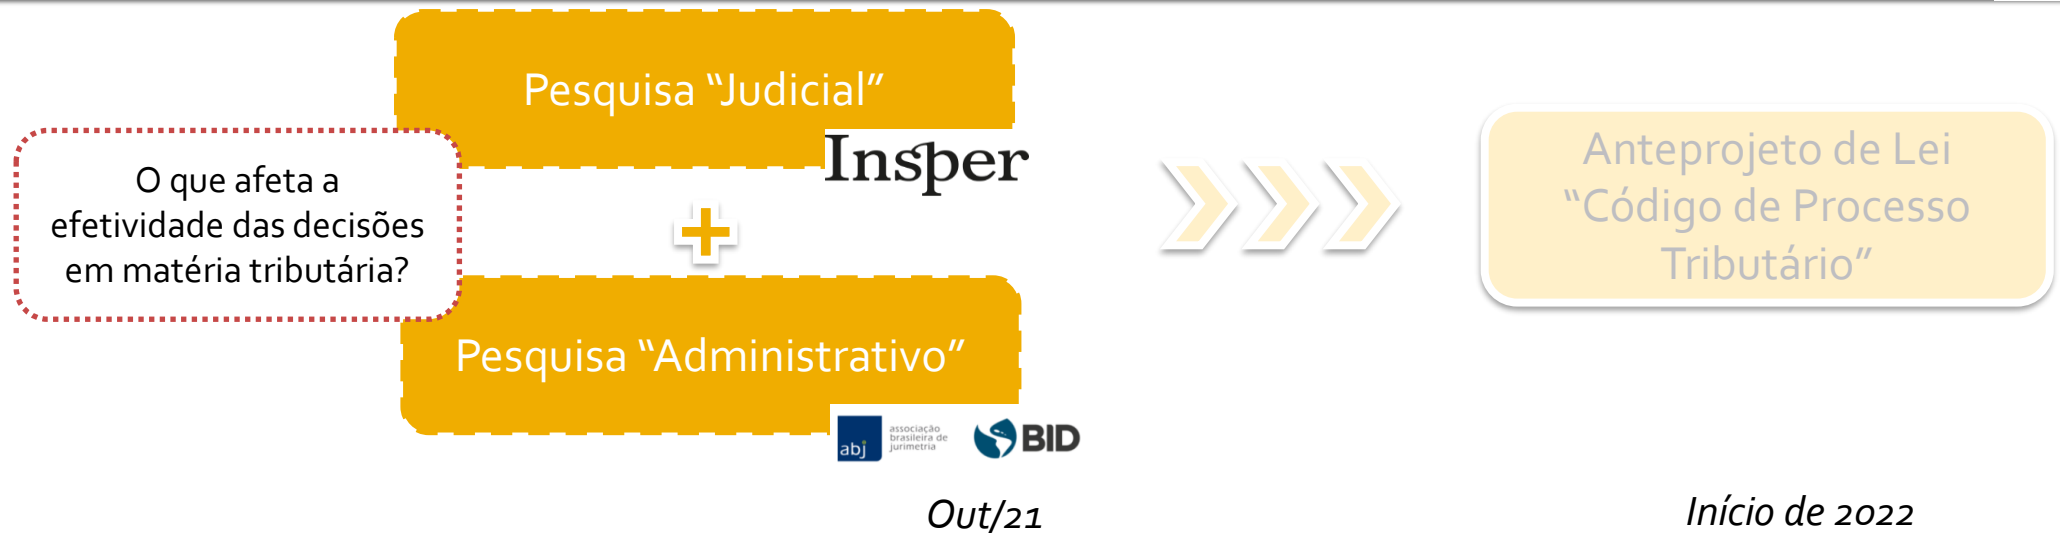 Pesquisa “Judicial”
Insper
O que afeta a
efetividade das decisões
em matéria tributária?
Pesquisa “Administrativo”
abj
associação
brasileira de
jurimetria
BID
Out/21
Anteprojeto de Lei
“Código de Processo
Tributário”
Início de 2022